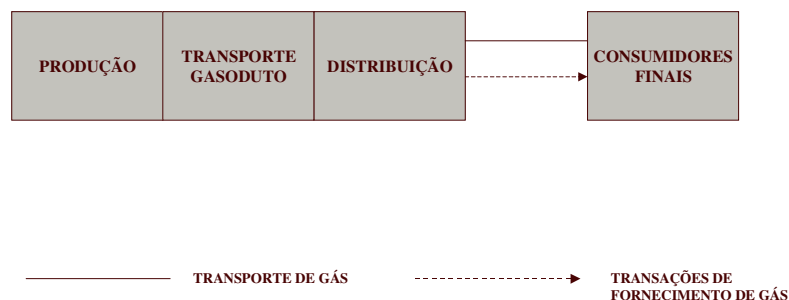 PRODUÇÃO
TRANSPORTE
GASODUTO
DISTRIBUIÇÃO
CONSUMIDORES
FINAIS
TRANSPORTE DE GÁS
TRANSAÇÕES DE
FORNECIMENTO DE GÁS